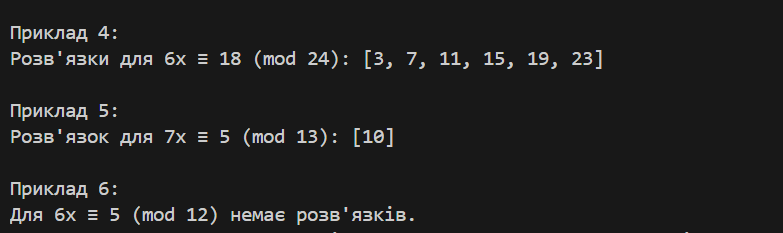 Приклад 4:
Розв'язки для 6x ≡ 18 (mod 24): [3, 7, 11, 15, 19, 23]
Приклад 5:
Розв'язок для 7x ≡ 5 (mod 13): [10]
Приклад 6:
Для 6x ≡ 5 (mod 12) немає розв'язків.